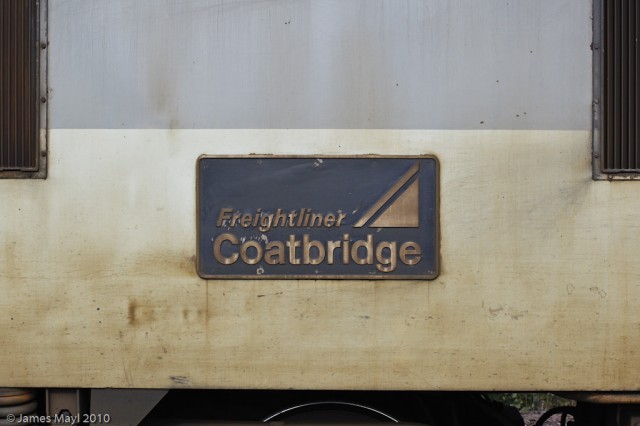 Freightliner
Coatbridge
© James Mayl 2010